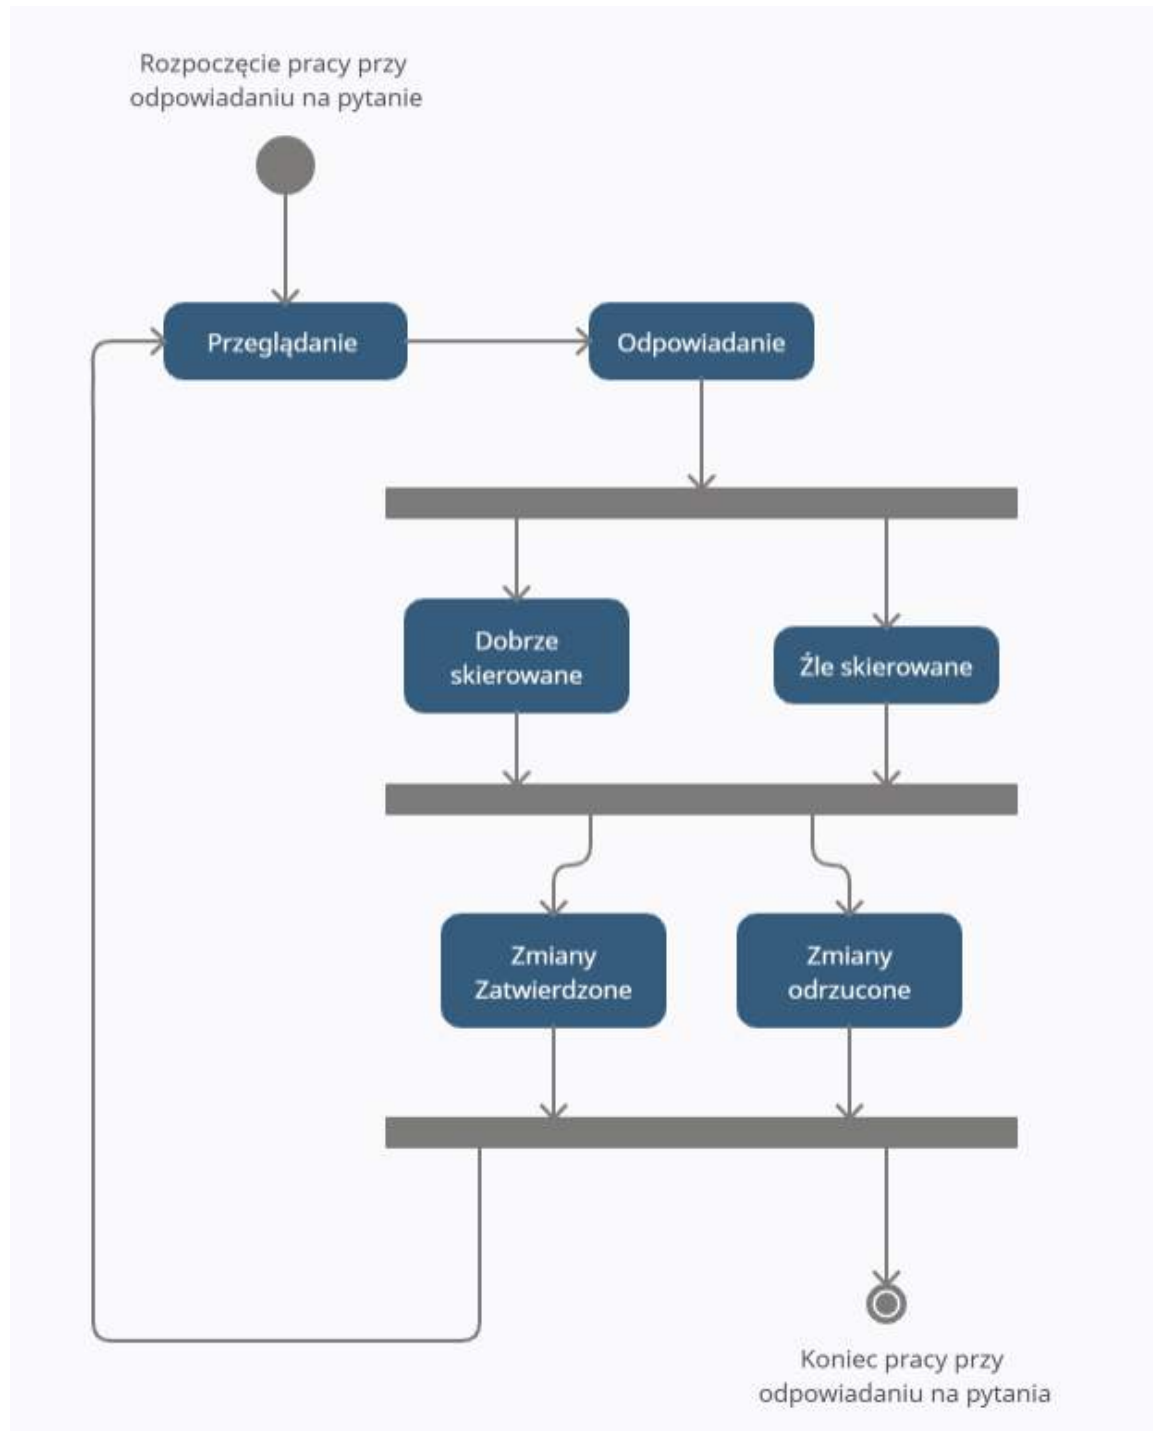 Rozpoczęcie pracy przy
odpowiadaniu na pytanie
Przeglądanie
Odpowiadanie
Dobrze
skierowane
Źle skierowane
Zmiany
Zatwierdzone
Zmiany
odrzucone
Koniec pracy przy
odpowiadaniu na pytania